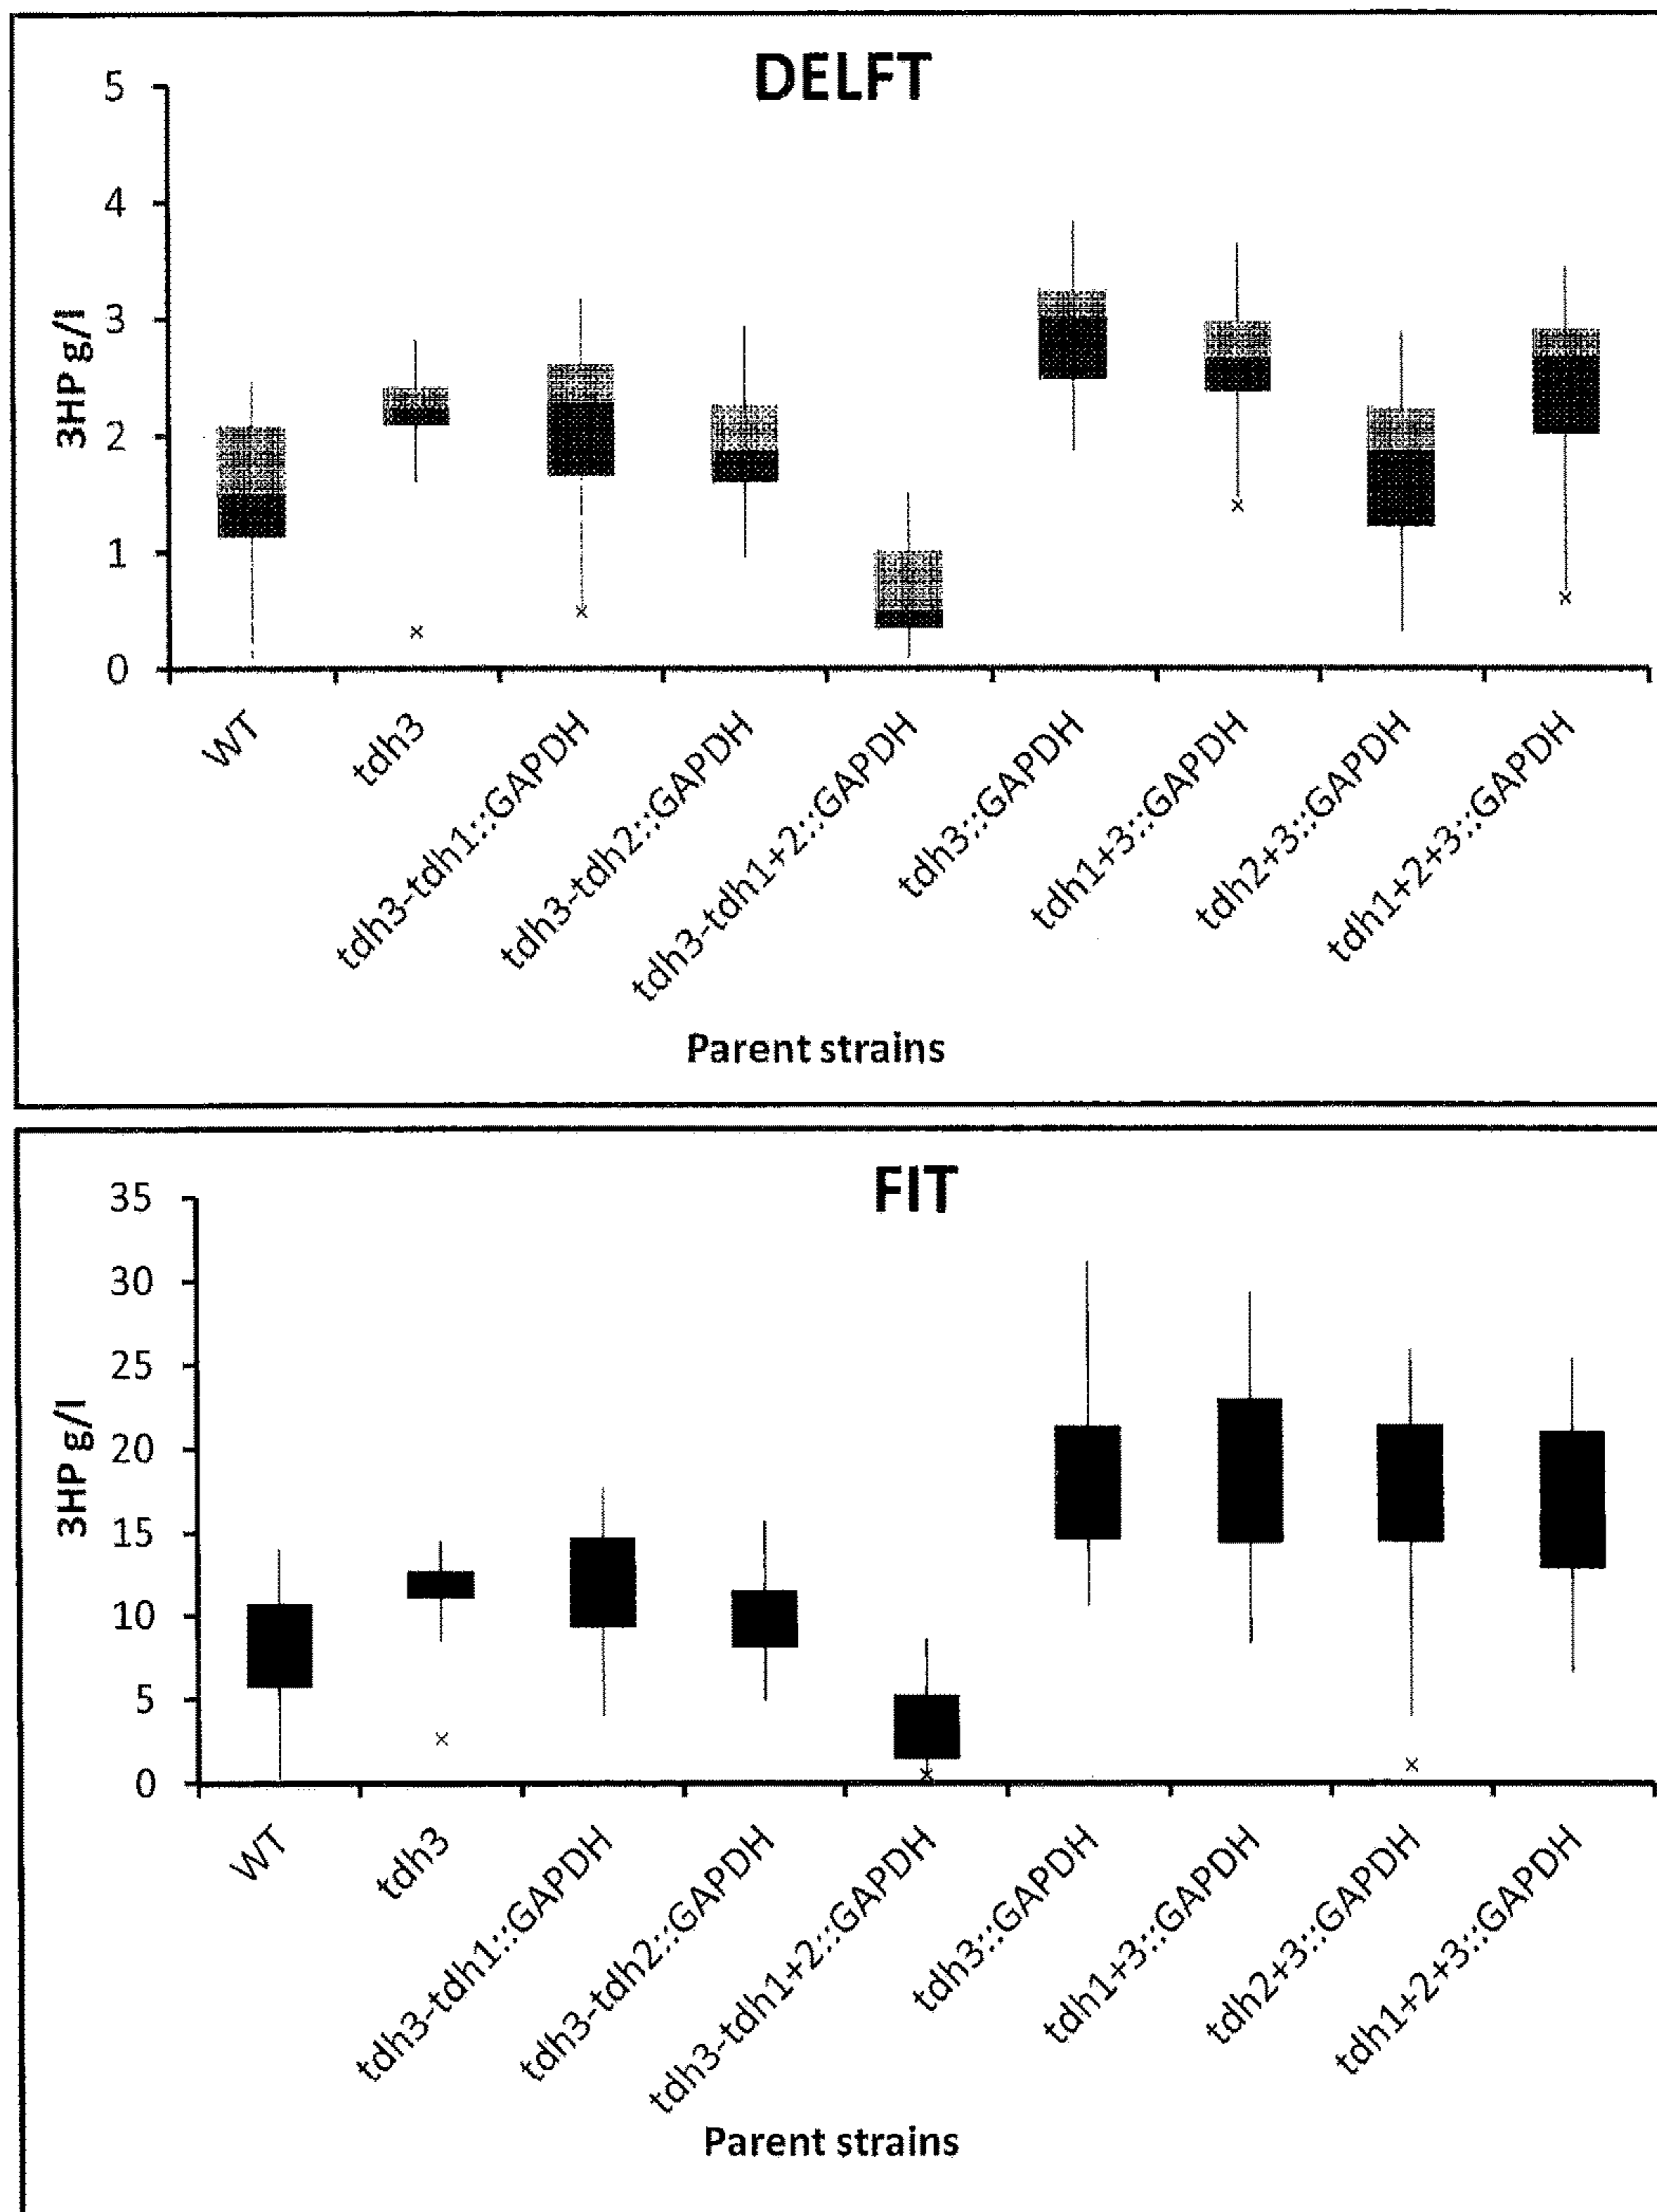 DELFT
5
4
3
2
1
0
3HP g/l
WT
tdh3
tdh3-tdh1::GAPDH
tdh3-tdh2::GAPDH
tdh3-tdh1+2::GAPDH
tdh3::GAPDH
tdh1+3::GAPDH
tdh2+3::GAPDH
tdh1+2+3::GAPDH
Parent strains
FIT
35
30
25
20
15
10
5
0
3HP g/l
WT
tdh3
tdh3-tdh1::GAPDH
tdh3-tdh2::GAPDH
tdh3-tdh1+2::GAPDH
tdh3::GAPDH
tdh1+3::GAPDH
tdh2+3::GAPDH
tdh1+2+3::GAPDH
Parent strains